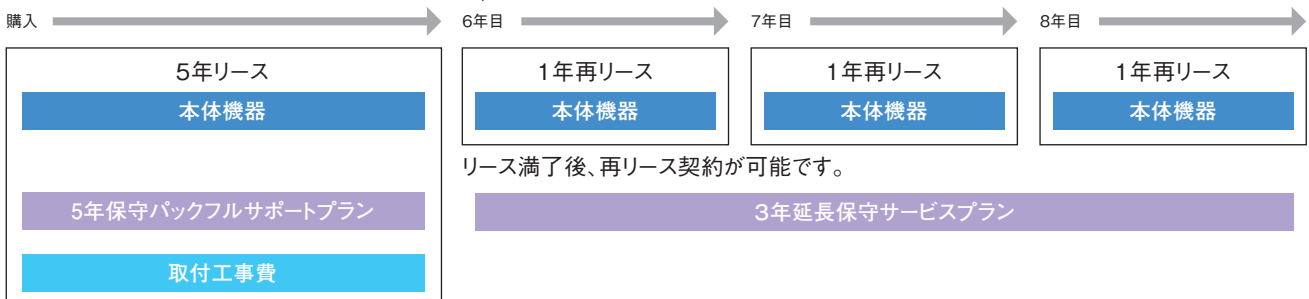 購入
6年目
7年目
8年目
5年リース
1年再リース
1年再リース
1年再リース
本体機器
本体機器
本体機器
本体機器
リース満了後、再リース契約が可能です。
5年保守パックフルサポートプラン
3年延長保守サービスプラン
取付工事費